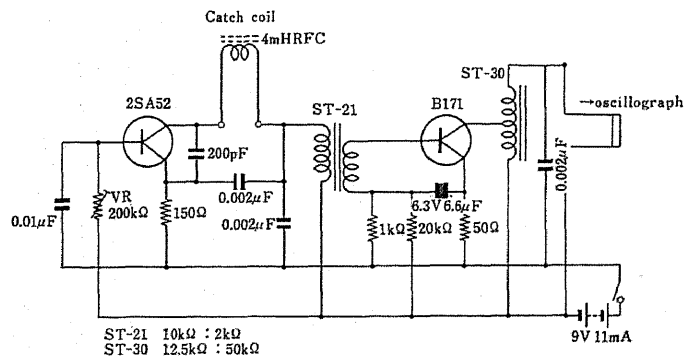 Catch coil
4mHRFC
ST-30
2SA52
ST-21
B171
→oscillograph
200pF
0.002μF
VR
200kΩ
150Ω
0.002μF
0.01μF
0.002μF
6.3V 6.6μF
1kΩ
20kΩ
50Ω
ST-21 10kΩ : 2kΩ
ST-30 12.5kΩ : 50kΩ
9V 11mA